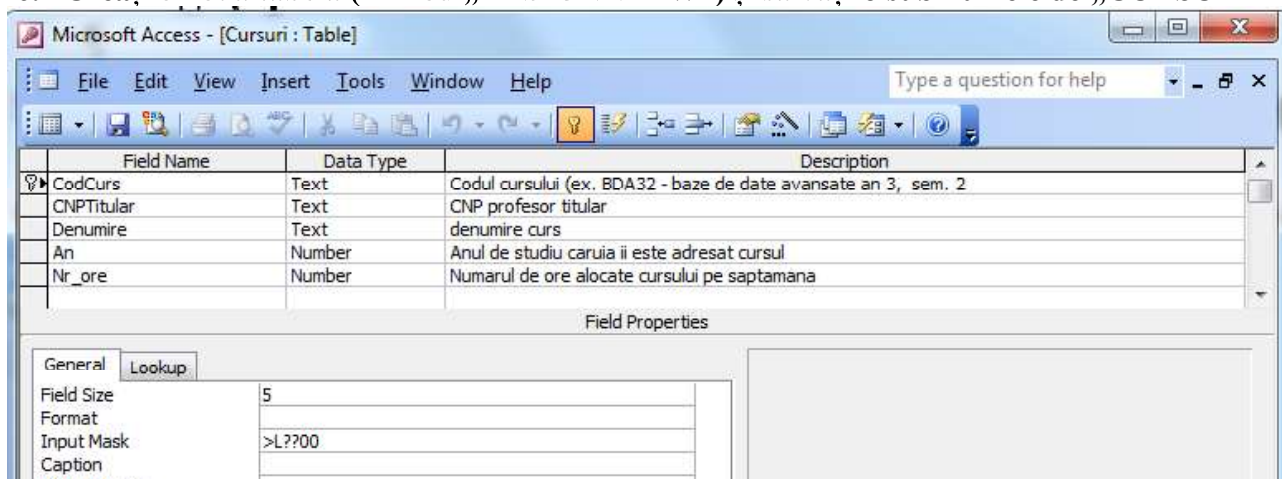 Microsoft Access - [Cursuri : Table]
File Edit View Insert Tools Window Help Type a question for help
Field Name Data Type Description
CodCurs Text Codul cursului (ex. BDA32 - baze de date avansate an 3, sem. 2
CNPTitular Text CNP profesor titular
Denumire Text denumire curs
An Number Anul de studiu caruia ii este adresat cursul
Nr_ore Number Numarul de ore alocate cursului pe saptamana
Field Properties
General Lookup
Field Size 5
Format
Input Mask >L??00
Caption